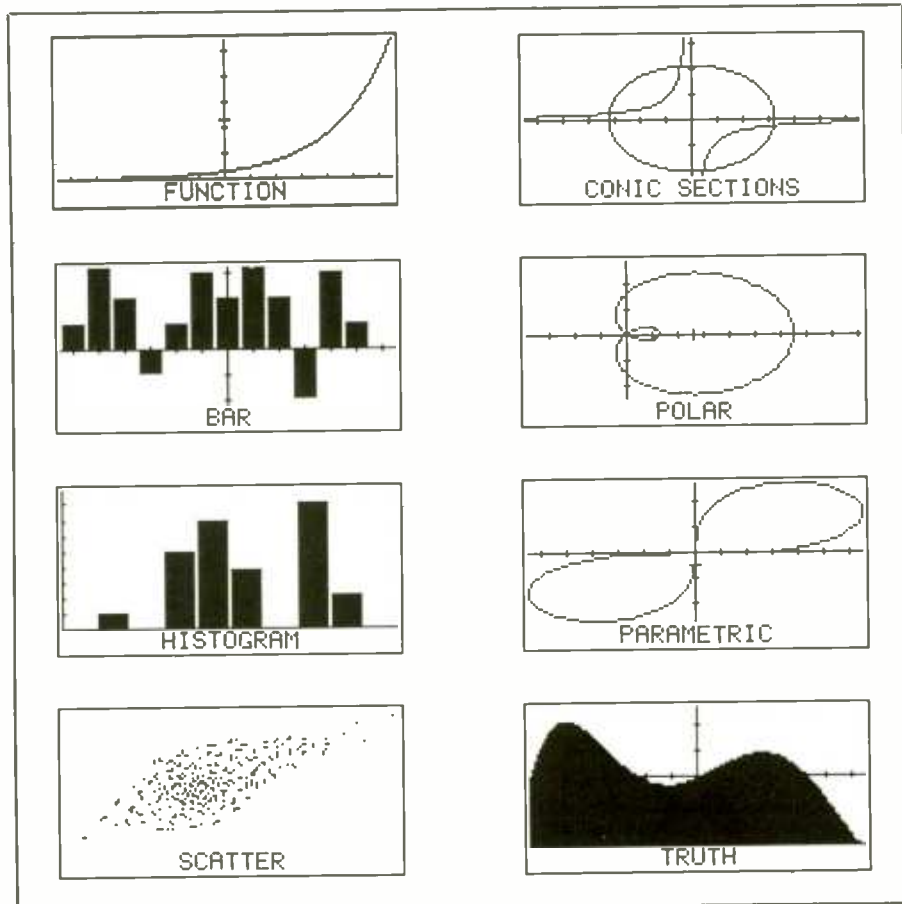 FUNCTION
CONIC SECTIONS
BAR
POLAR
HISTOGRAM
PARAMETRIC
SCATTER
TRUTH